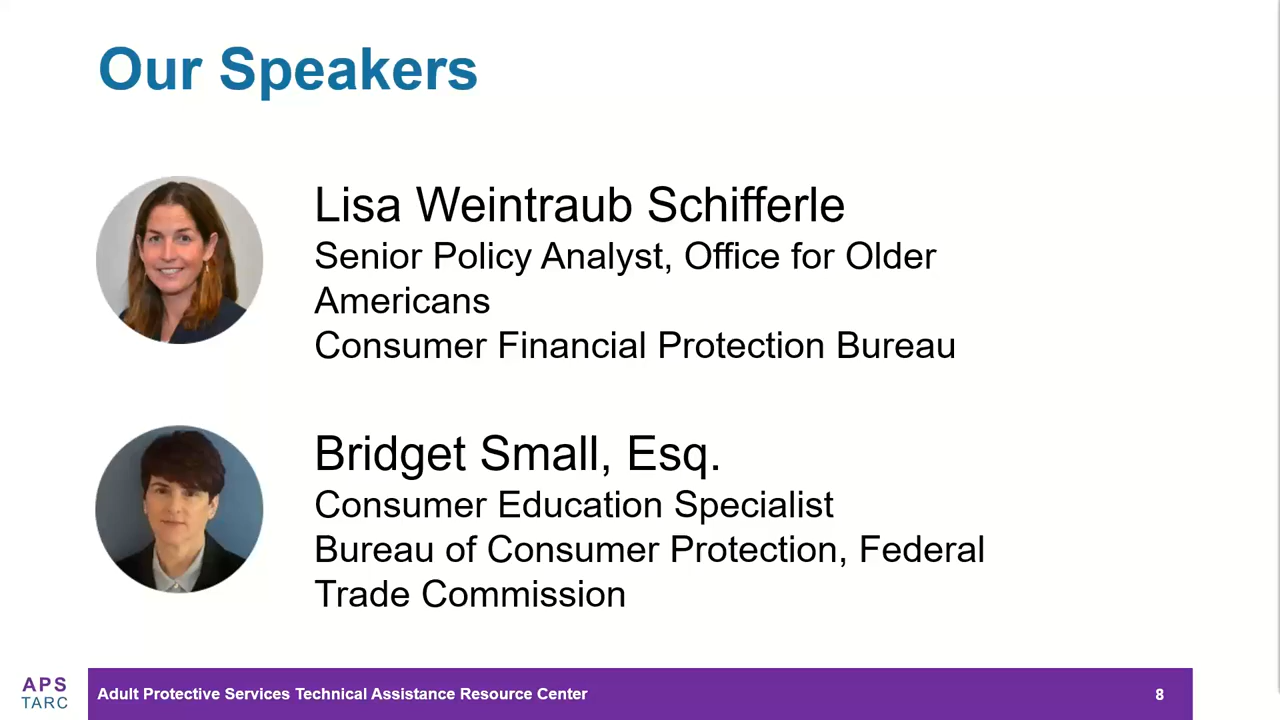 Our Speakers
Lisa Weintraub Schifferle
Senior Policy Analyst, Office for Older
Americans
Consumer Financial Protection Bureau
Bridget Small, Esq.
Consumer Education Specialist
Bureau of Consumer Protection, Federal
Trade Commission
APS
TARC
Adult Protective Services Technical Assistance Resource Center
8